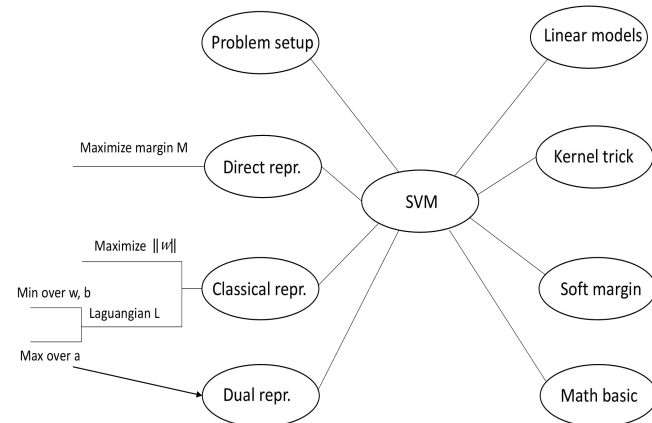 Problem setup
Linear models
Maximize margin M
Direct repr.
Kernel trick
SVM
Maximize ||w||
Classical repr.
Soft margin
Min over w, b
Laguangian L
Max over a
Dual repr.
Math basic